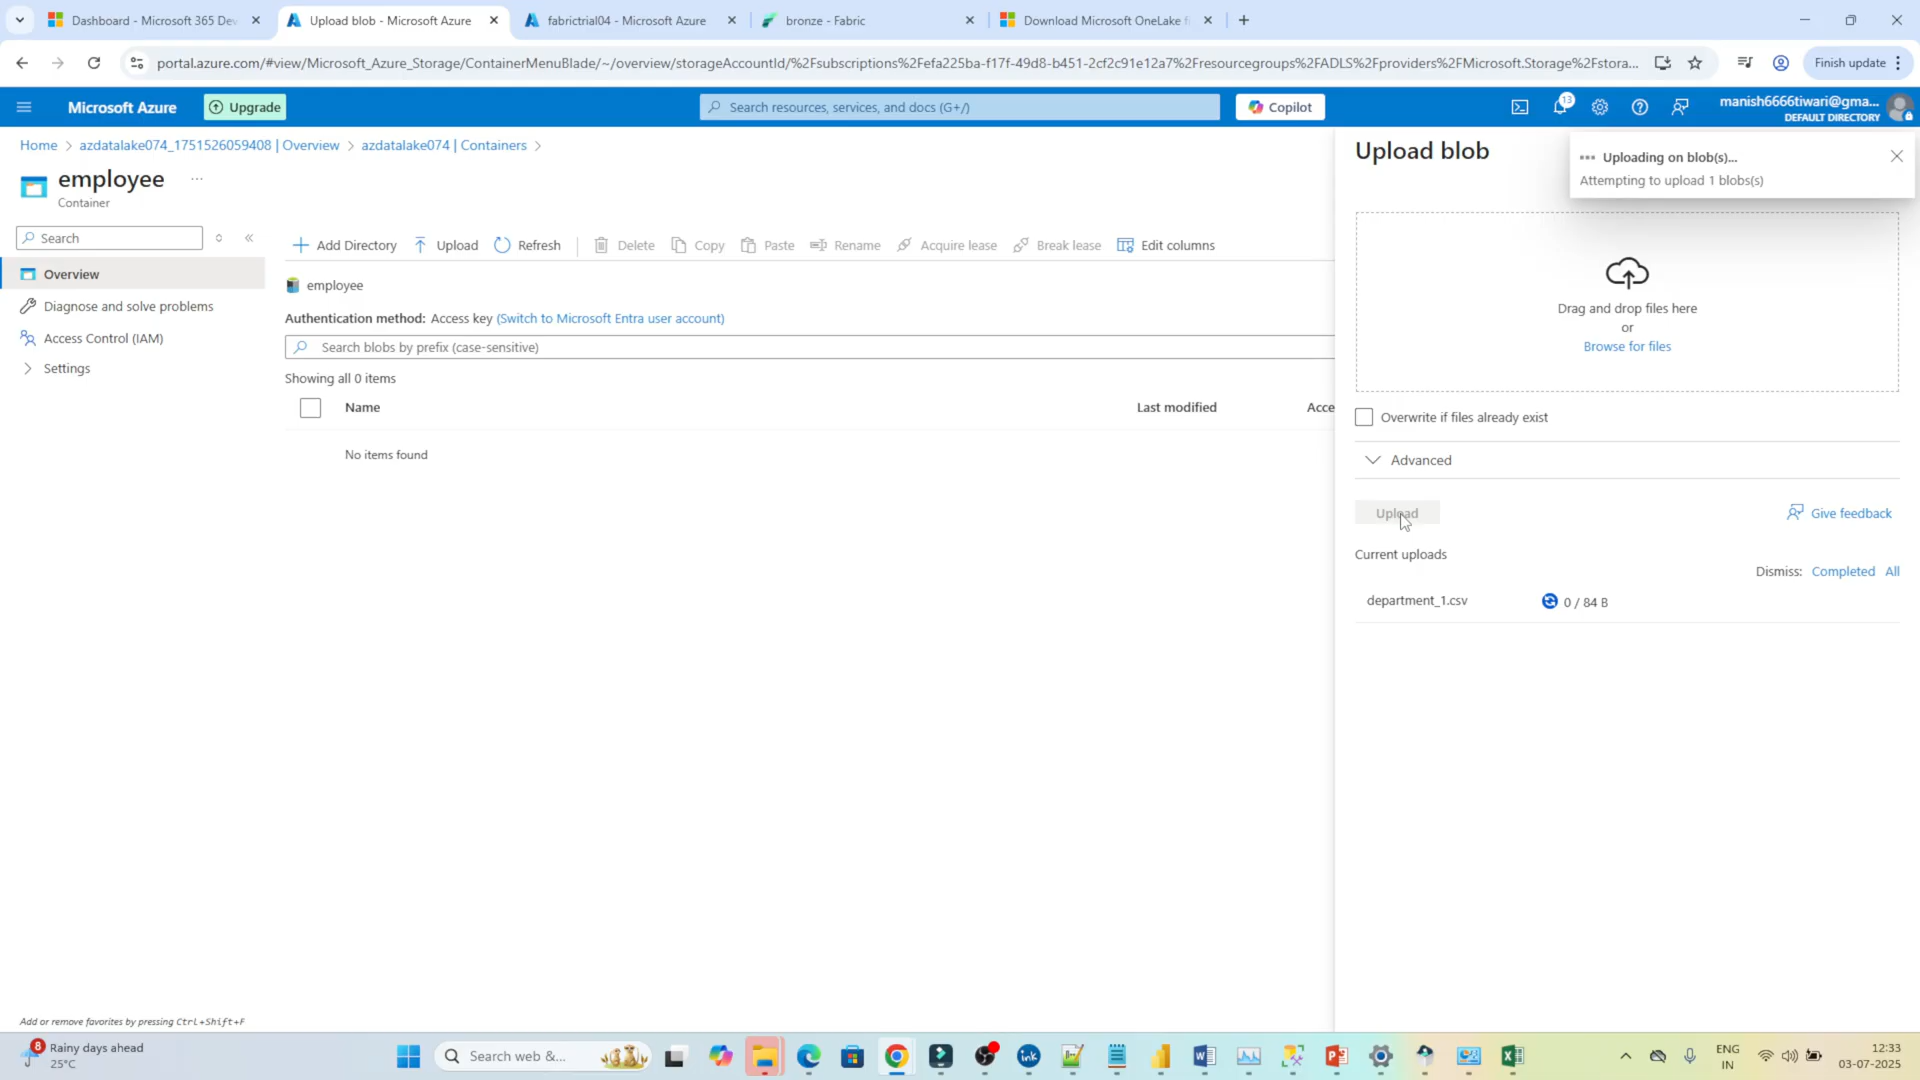 Dashboard - Microsoft 365 Dev
Upload blob - Microsoft Azure
fabrictrial04 - Microsoft Azure
bronze - Fabric
Download Microsoft OneLake fi
portal.azure.com/#view/Microsoft_Azure_Storage/ContainerMenuBlade/~/overview/storageAccountId/%2Fsubscriptions%2Fefa225ba-f17f-49d8-b451-2cf2c91e12a7%2Fresourcegroups%2FADLS%2Fproviders%2FMicrosoft.Storage%2Fstora...
Finish update
Microsoft Azure
Upgrade
Search resources, services, and docs (G+/)
Copilot
13
manish6666tiwari@gma...
DEFAULT DIRECTORY
Home > azdatalake074_1751526059408 | Overview > azdatalake074 | Containers >
employee ...
Container
Search
Overview
Diagnose and solve problems
Access Control (IAM)
Settings
Add or remove favorites by pressing Ctrl+Shift+F
Add Directory Upload Refresh Delete Copy Paste Rename Acquire lease Break lease Edit columns
employee
Authentication method: Access key (Switch to Microsoft Entra user account)
Search blobs by prefix (case-sensitive)
Showing all 0 items
Name Last modified Acce
No items found
Upload blob
Uploading on blob(s)...
Attempting to upload 1 blobs(s)
Drag and drop files here
or
Browse for files
Overwrite if files already exist
Advanced
Upload
Give feedback
Current uploads
Dismiss: Completed All
department_1.csv 0 / 84 B
8
Rainy days ahead
25°C
Search web &...
ink
ENG
IN
12:33
03-07-2025